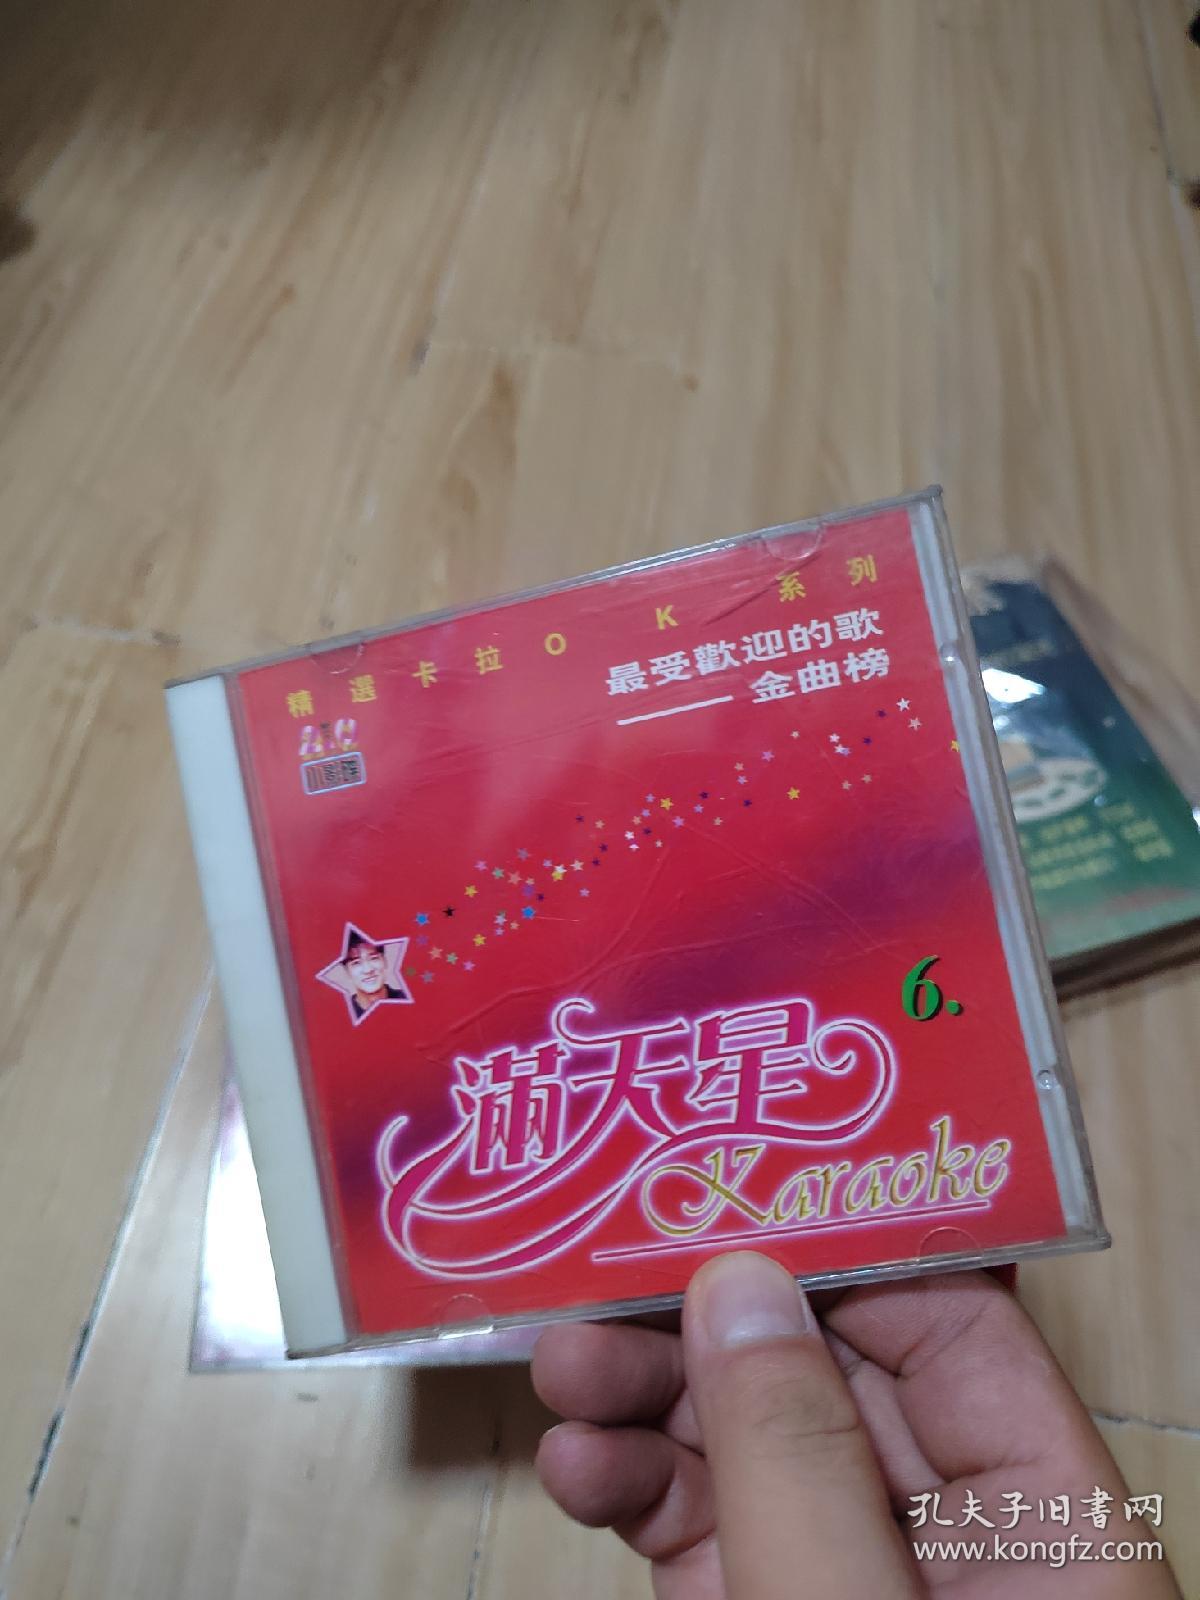 精選卡拉OK系列
最受歡迎的歌
——金曲榜
小影碟
6.
滿天星
Karaoke
孔夫子旧书网
www.kongfz.com